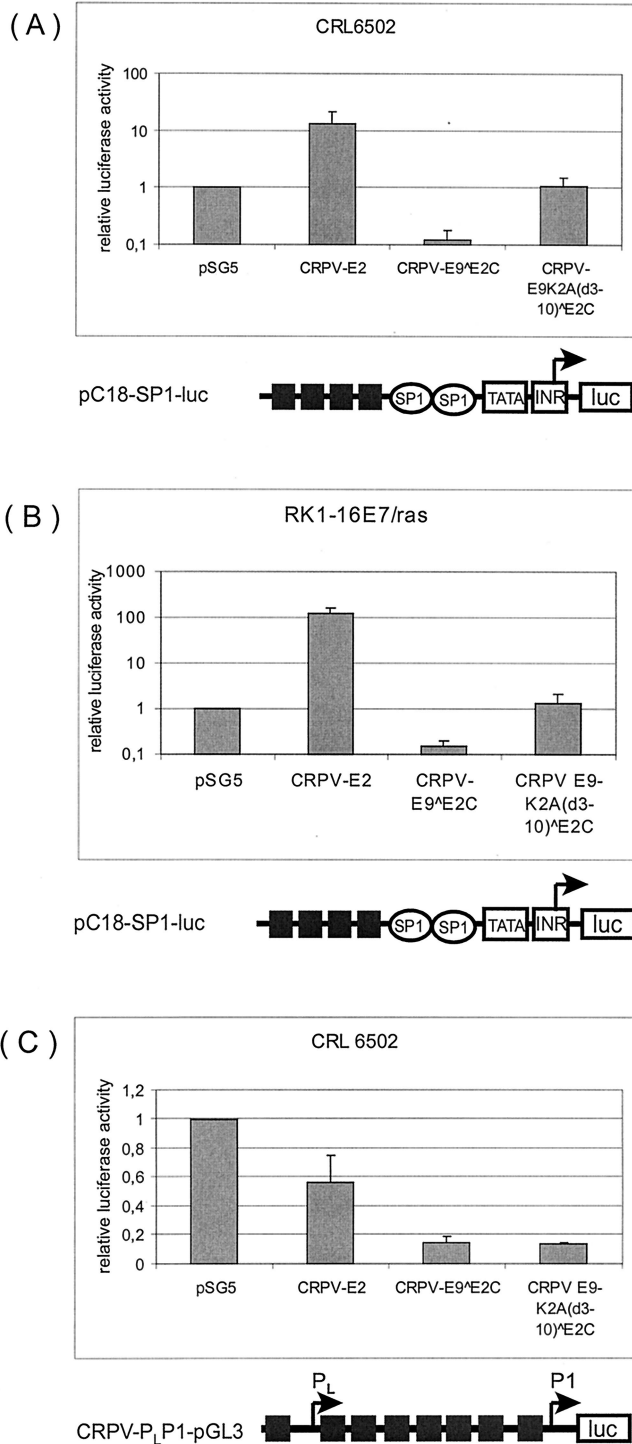 (A)
CRL6502
relative luciferase activity
100
10
1
0,1
pSG5
CRPV-E2
CRPV-E9^E2C
CRPV-
E9K2A(d3-
10)^E2C
pC18-SP1-luc
SP1
SP1
TATA
INR
luc
(B)
RK1-16E7/ras
relative luciferase activity
1000
100
10
1
0,1
pSG5
CRPV-E2
CRPV-
E9^E2C
CRPV E9-
K2A(d3-
10)^E2C
pC18-SP1-luc
SP1
SP1
TATA
INR
luc
(C)
CRL 6502
relative luciferase activity
1,2
1
0,8
0,6
0,4
0,2
0
pSG5
CRPV-E2
CRPV-E9^E2C
CRPV E9-
K2A(d3-
10)^E2C
PL
P1
CRPV-PLP1-pGL3
luc